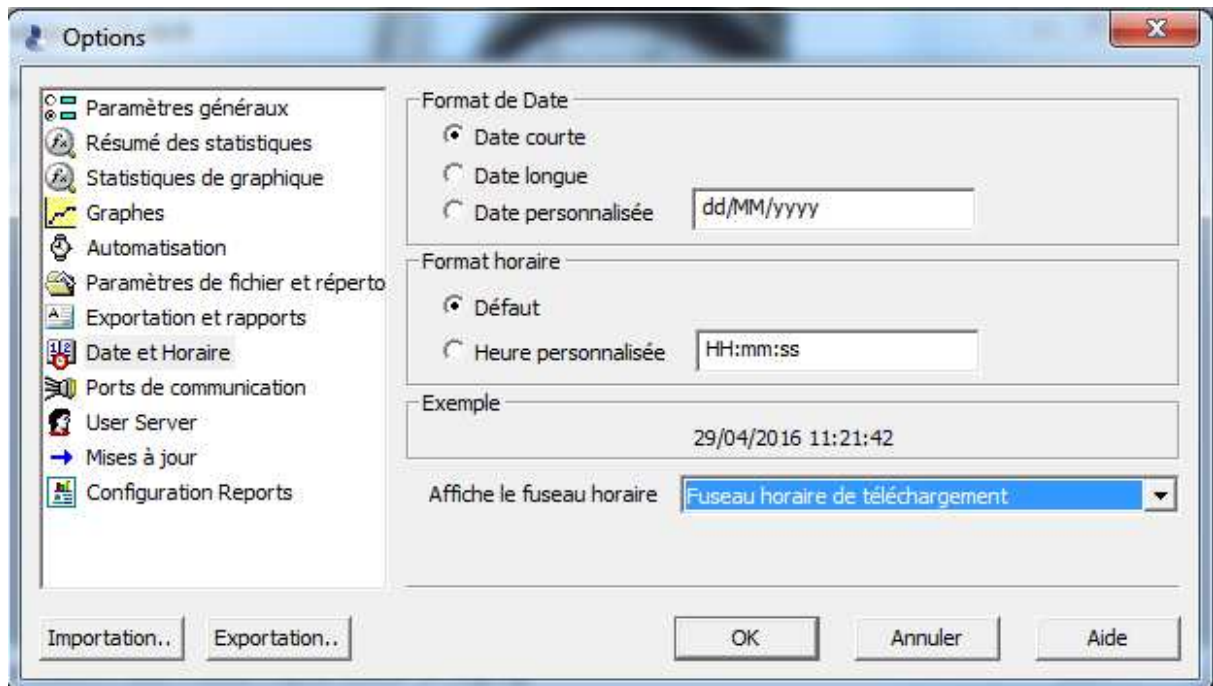 Options
Paramètres généraux
Résumé des statistiques
Statistiques de graphique
Graphes
Automatisation
Paramètres de fichier et réperto
Exportation et rapports
Date et Horaire
Ports de communication
User Server
Mises à jour
Configuration Reports
Format de Date
Date courte
Date longue
Date personnalisée dd/MM/yyyy
Format horaire
Défaut
Heure personnalisée HH:mm:ss
Exemple
29/04/2016 11:21:42
Affiche le fuseau horaire Fuseau horaire de téléchargement
Importation.. Exportation.. OK Annuler Aide